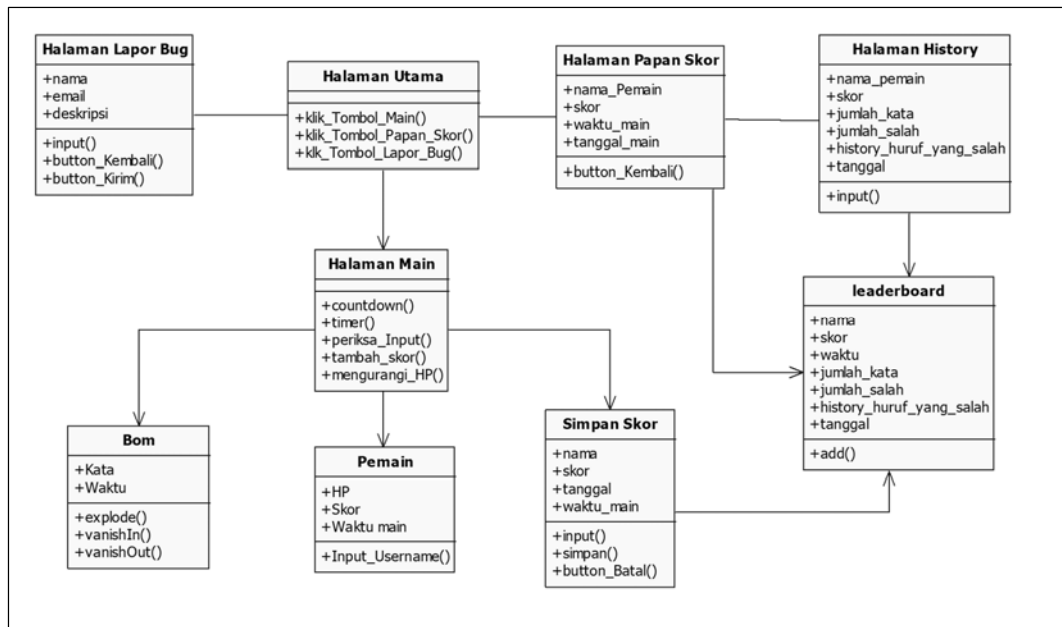 Halaman Lapor Bug
+nama
+email
+deskripsi
+input()
+button_Kembali()
+button_Kirim()
Halaman Utama
+klik_Tombol_Main()
+klik_Tombol_Papan_Skor()
+klk_Tombol_Lapor_Bug()
Halaman Papan Skor
+nama_Pemain
+skor
+waktu_main
+tanggal_main
+button_Kembali()
Halaman History
+nama_pemain
+skor
+jumlah_kata
+jumlah_salah
+history_huruf_yang_salah
+tanggal
+input()
Halaman Main
+countdown()
+timer()
+periksa_Input()
+tambah_skor()
+mengurangi_HP()
leaderboard
+nama
+skor
+waktu
+jumlah_kata
+jumlah_salah
+history_huruf_yang_salah
+tanggal
+add()
Bom
+Kata
+Waktu
+explode()
+vanishIn()
+vanishOut()
Pemain
+HP
+Skor
+Waktu main
+Input_Username()
Simpan Skor
+nama
+skor
+tanggal
+waktu_main
+input()
+simpan()
+button_Batal()